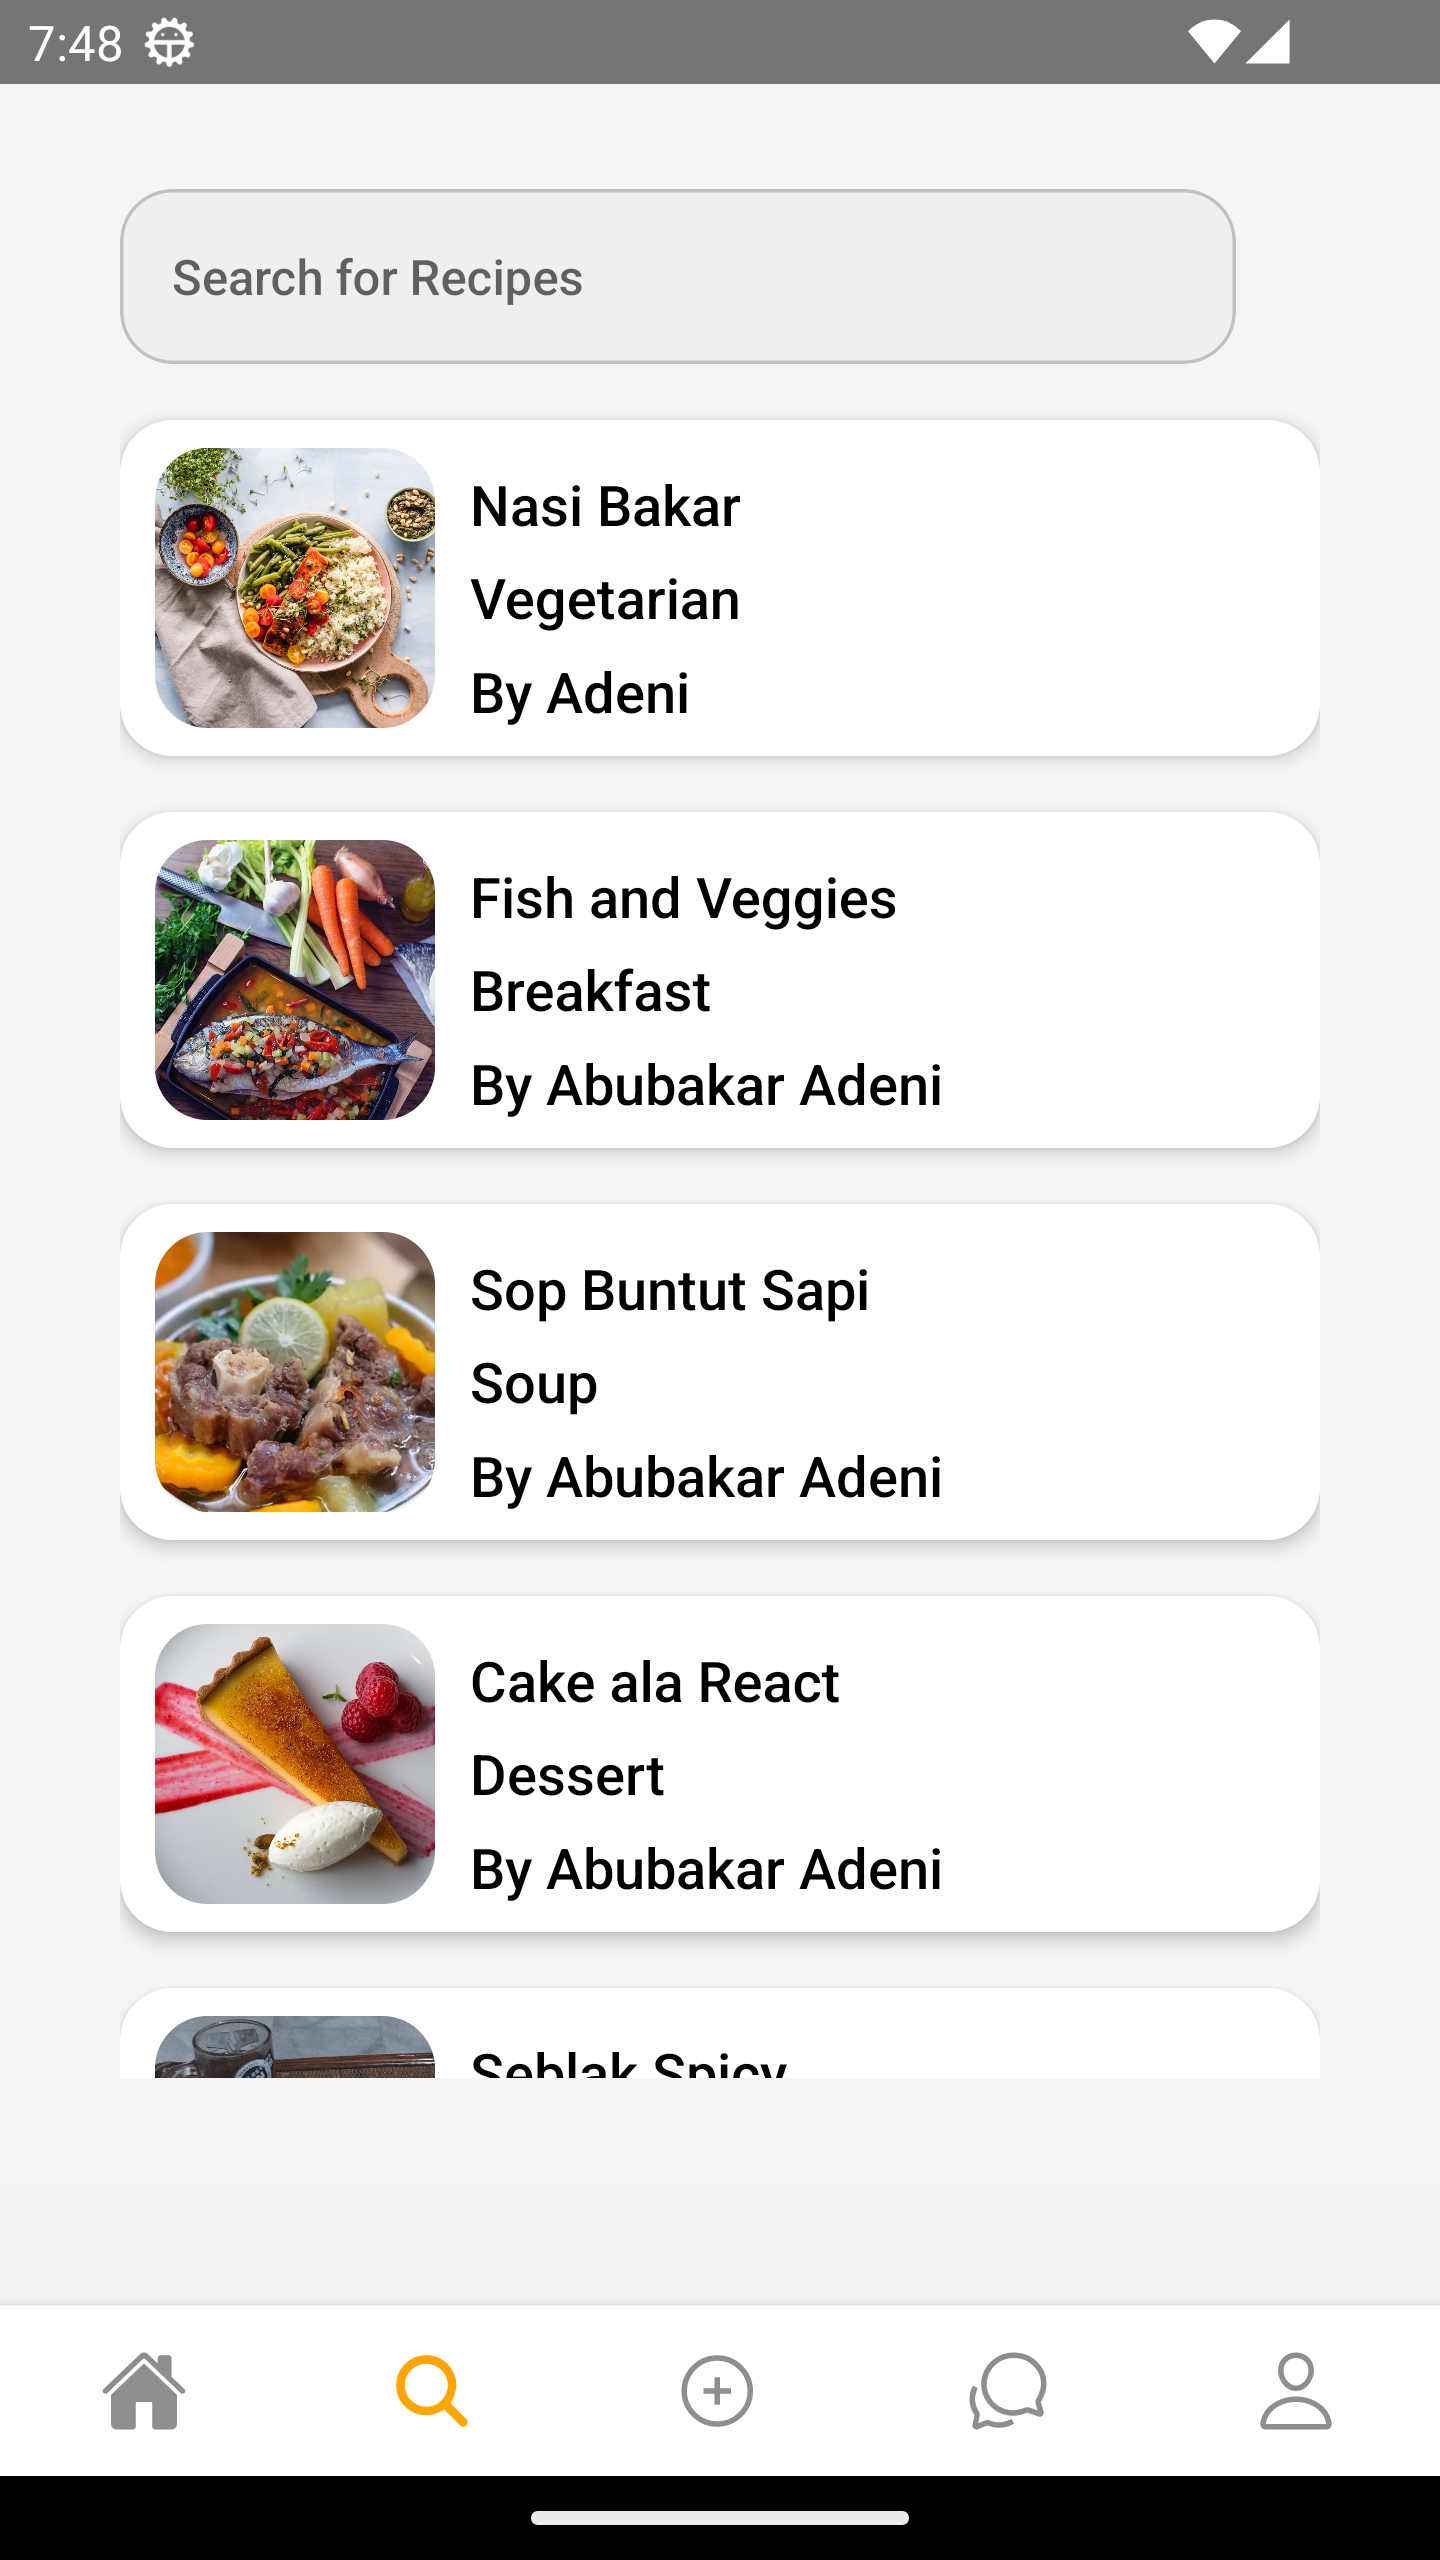 7:48
Search for Recipes
Nasi Bakar
Vegetarian
By Adeni
Fish and Veggies
Breakfast
By Abubakar Adeni
Sop Buntut Sapi
Soup
By Abubakar Adeni
Cake ala React
Dessert
By Abubakar Adeni
Seblak Spicy